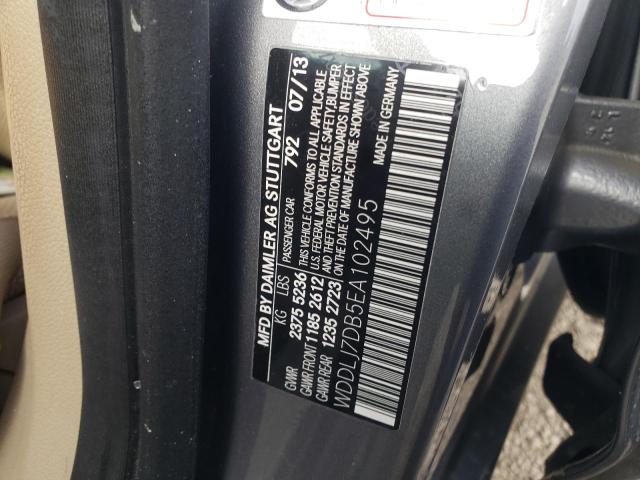 MFD BY DAIMLER AG STUTTGART
KG LBS PASSENGER CAR 792 07/13
GVWR 2375 5236 THIS VEHICLE CONFORMS TO ALL APPLICABLE
GAWR FRONT 1185 2612 U.S. FEDERAL MOTOR VEHICLE SAFETY, BUMPER
GAWR REAR 1235 2723 AND THEFT PREVENTION STANDARDS IN EFFECT
ON THE DATE OF MANUFACTURE SHOWN ABOVE
WDDLJ7DB5EA102495 MADE IN GERMANY